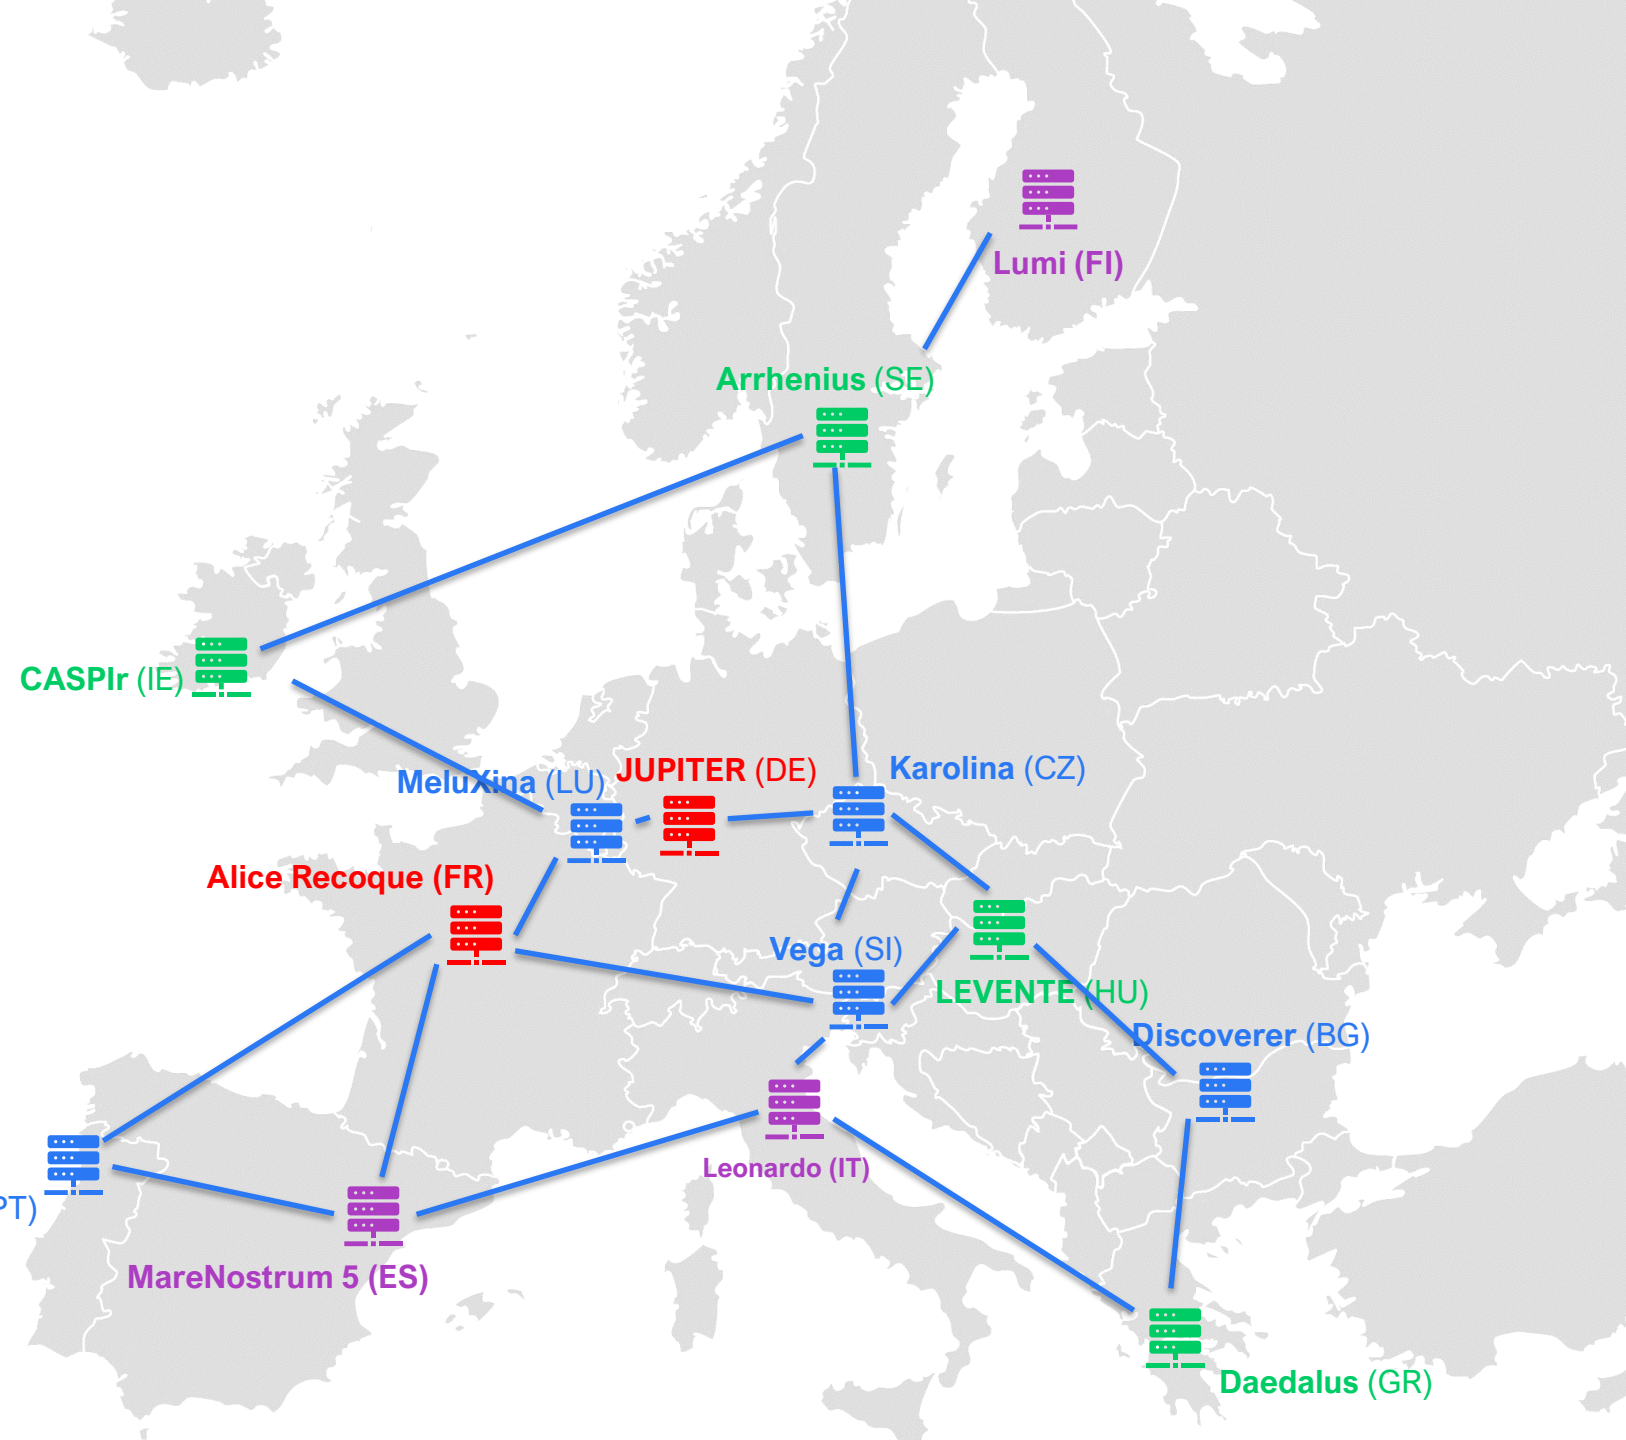 Lumi (FI)
Arrhenius (SE)
CASPIr (IE)
MeluXina (LU)
JUPITER (DE)
Karolina (CZ)
Alice Recoque (FR)
Vega (SI)
LEVENTE (HU)
Discoverer (BG)
Leonardo (IT)
PT)
MareNostrum 5 (ES)
Daedalus (GR)